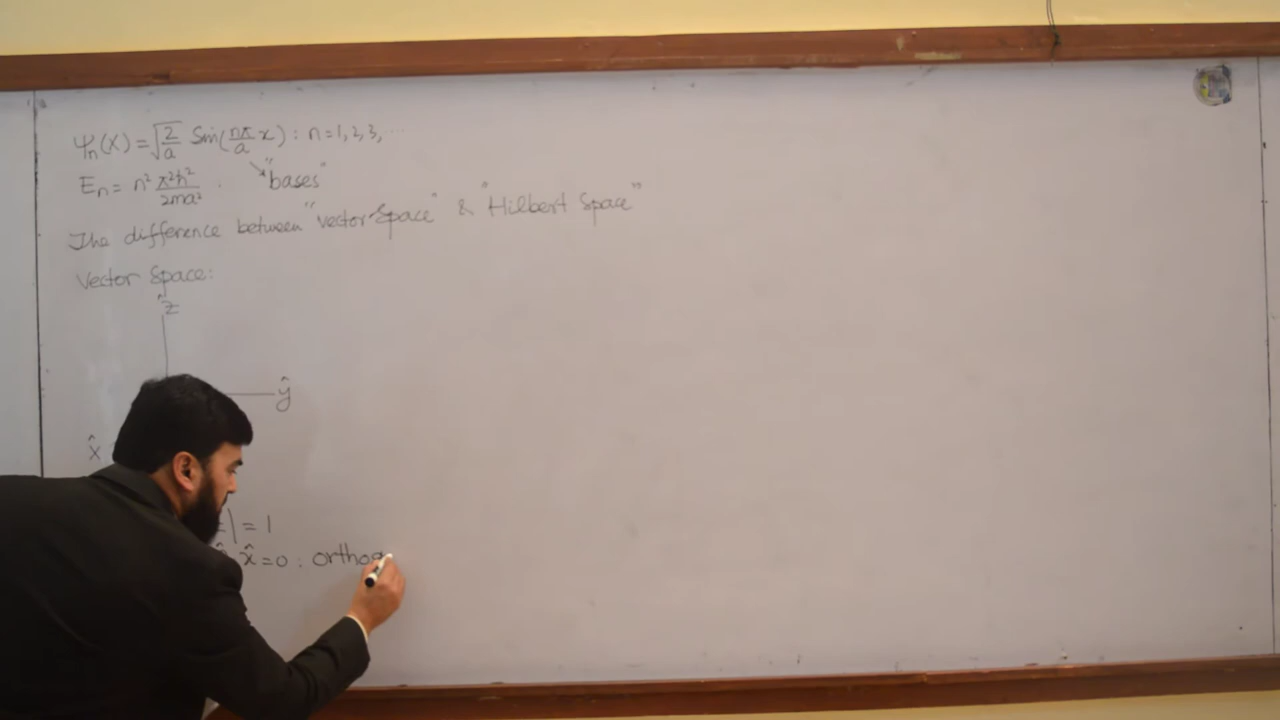 ψn(x) = √2/a Sin(nπ/a x) : n = 1, 2, 3, ...
En = n² π²ħ²/2ma² . "bases"
The difference between "vector Space" & "Hilbert Space"
Vector Space:
ẑ
ŷ
x̂
| = 1
x̂ = 0 : orthog